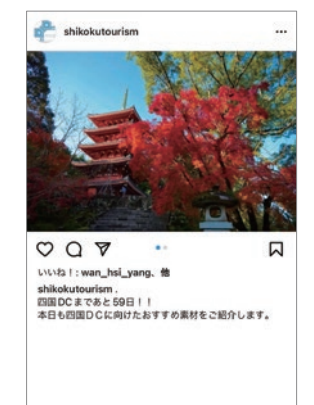 shikokutourism
いいね！: wan_hsi_yang、他
shikokutourism .
四国DCまであと59日！！
本日も四国DCに向けたおすすめ素材をご紹介します。